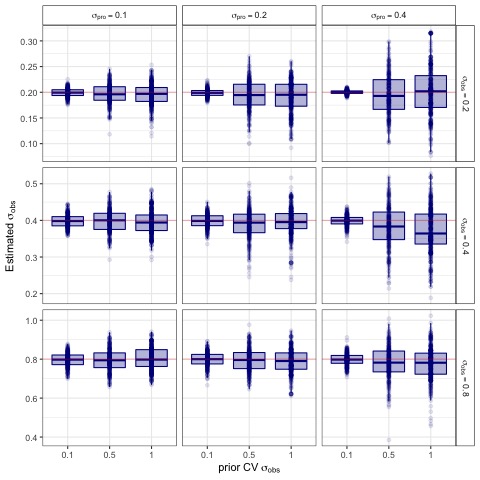 σpro = 0.1
σpro = 0.2
σpro = 0.4
0.30
0.25
0.20
0.15
0.10
σobs = 0.2
0.5
0.4
0.3
0.2
σobs = 0.4
1.0
0.8
0.6
0.4
σobs = 0.8
Estimated σobs
0.1 0.5 1
0.1 0.5 1
0.1 0.5 1
prior CV σobs